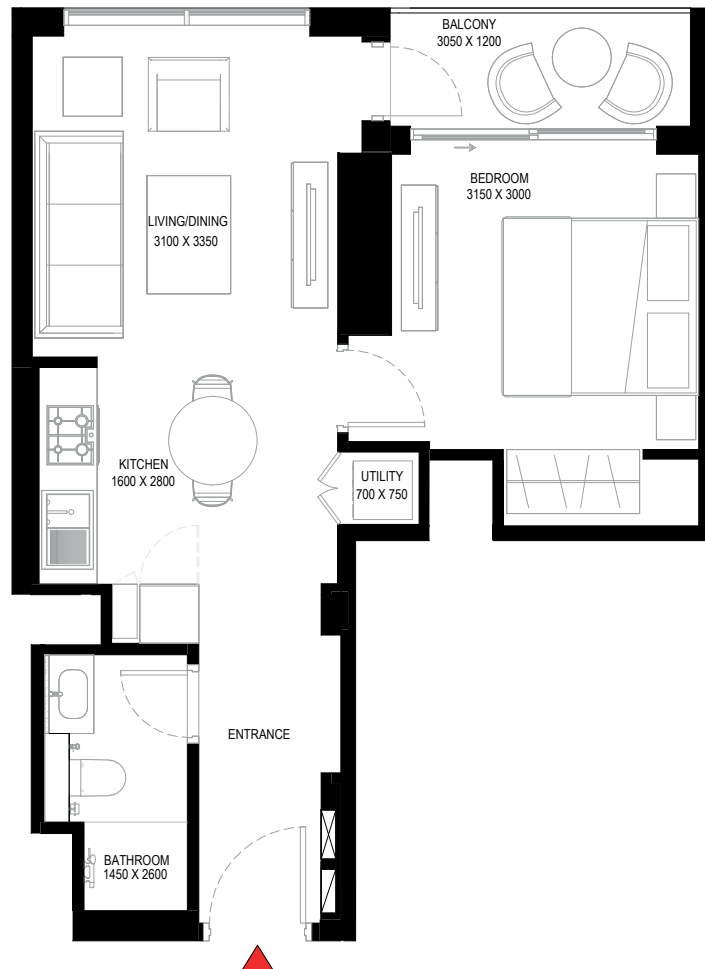 BALCONY
3050 X 1200
BEDROOM
3150 X 3000
LIVING/DINING
3100 X 3350
KITCHEN
1600 X 2800
UTILITY
700 X 750
ENTRANCE
BATHROOM
1450 X 2600